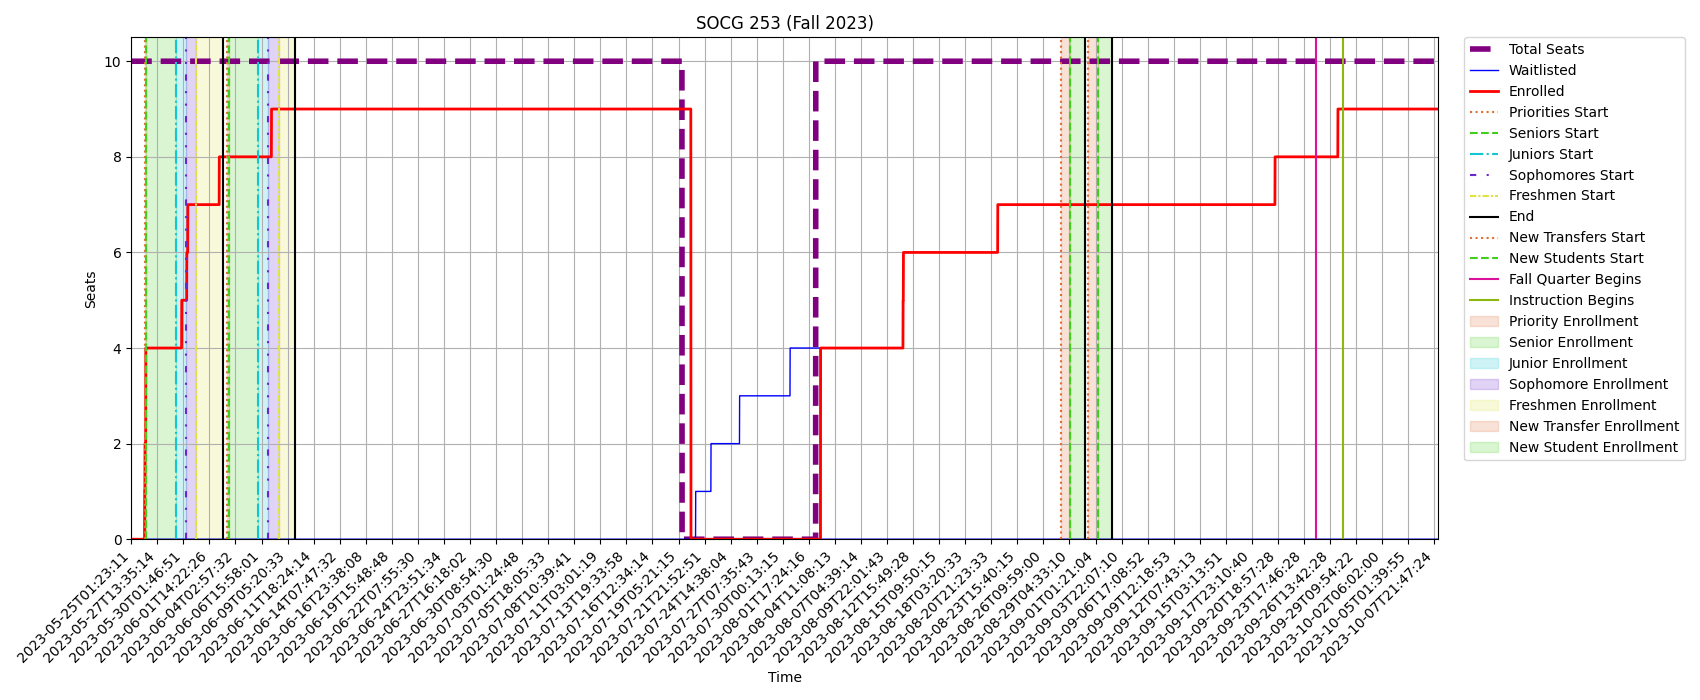 SOCG 253 (Fall 2023)
Seats
10
8
6
4
2
0
2023-05-25T01:23:11
2023-05-27T13:35:14
2023-05-30T01:46:51
2023-06-01T14:22:26
2023-06-04T02:57:32
2023-06-06T15:58:01
2023-06-09T05:20:33
2023-06-11T18:24:14
2023-06-14T07:47:32
2023-06-16T23:38:08
2023-06-19T15:48:48
2023-06-22T07:55:30
2023-06-24T23:51:34
2023-06-27T16:18:02
2023-06-30T08:54:30
2023-07-03T01:24:48
2023-07-05T18:05:33
2023-07-08T10:39:41
2023-07-11T03:01:19
2023-07-13T19:33:58
2023-07-16T12:34:14
2023-07-19T05:21:15
2023-07-21T21:52:51
2023-07-24T14:38:04
2023-07-27T07:35:43
2023-07-30T00:13:15
2023-08-01T17:24:16
2023-08-04T11:08:13
2023-08-07T04:39:14
2023-08-09T22:01:43
2023-08-12T15:49:28
2023-08-15T09:50:15
2023-08-18T03:20:33
2023-08-20T21:23:33
2023-08-23T15:40:15
2023-08-26T09:59:00
2023-08-29T04:33:10
2023-09-01T01:21:04
2023-09-03T22:07:10
2023-09-06T17:08:52
2023-09-09T12:18:53
2023-09-12T07:43:13
2023-09-15T03:13:51
2023-09-17T23:10:40
2023-09-20T18:57:28
2023-09-23T17:46:28
2023-09-26T13:42:28
2023-09-29T09:54:22
2023-10-02T06:02:00
2023-10-05T01:39:55
2023-10-07T21:47:24
Time
Total Seats
Waitlisted
Enrolled
Priorities Start
Seniors Start
Juniors Start
Sophomores Start
Freshmen Start
End
New Transfers Start
New Students Start
Fall Quarter Begins
Instruction Begins
Priority Enrollment
Senior Enrollment
Junior Enrollment
Sophomore Enrollment
Freshmen Enrollment
New Transfer Enrollment
New Student Enrollment